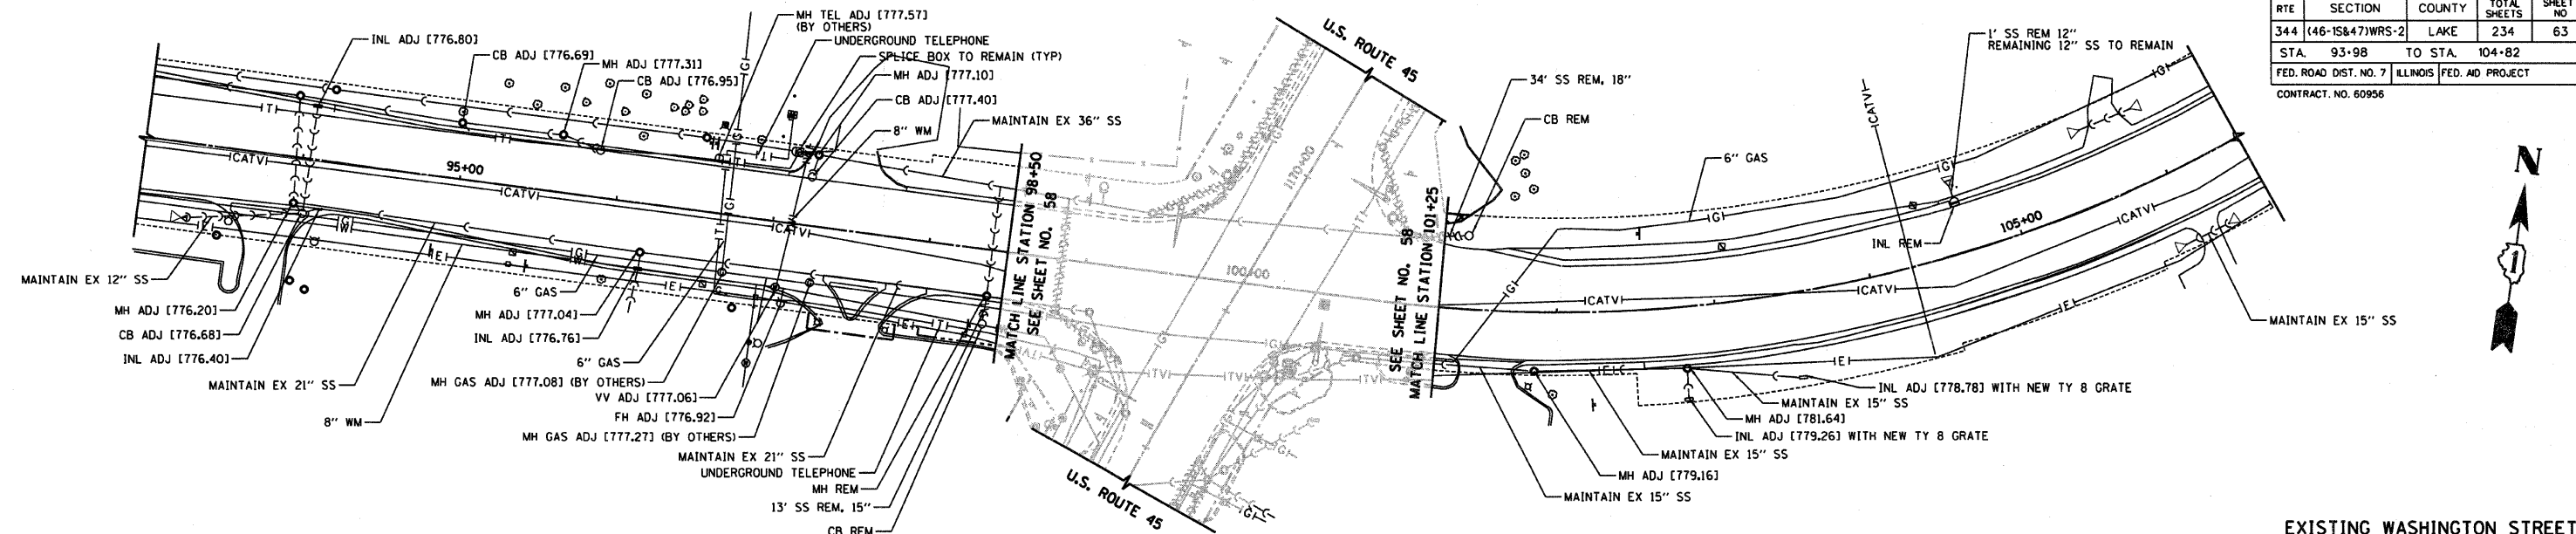 RTE SECTION COUNTY TOTAL SHEETS SHEET NO
344 (46-1S&47)WRS-2 LAKE 234 63
STA. 93+98 TO STA. 104+82
FED. ROAD DIST. NO. 7 ILLINOIS FED. AID PROJECT
CONTRACT. NO. 60956
N
1
INL ADJ [776.80]
CB ADJ [776.69]
MH ADJ [777.31]
CB ADJ [776.95]
MH TEL ADJ [777.57]
(BY OTHERS)
UNDERGROUND TELEPHONE
SPLICE BOX TO REMAIN (TYP)
MH ADJ [777.10]
CB ADJ [777.40]
8" WM
MAINTAIN EX 36" SS
95+00
CATV
CATV
CATV
MATCH LINE STATION 98+50
SEE SHEET NO. 58
U.S. ROUTE 45
1170+00
100+00
U.S. ROUTE 45
SEE SHEET NO. 58
MATCH LINE STATION 101+25
34' SS REM, 18"
CB REM
6" GAS
1' SS REM 12"
REMAINING 12" SS TO REMAIN
CATV
INL REM
105+00
CATV
CATV
CATV
MAINTAIN EX 15" SS
MAINTAIN EX 12" SS
MH ADJ [776.20]
CB ADJ [776.68]
INL ADJ [776.40]
MAINTAIN EX 21" SS
8" WM
6" GAS
MH ADJ [777.04]
INL ADJ [776.76]
6" GAS
MH GAS ADJ [777.08] (BY OTHERS)
VV ADJ [777.06]
FH ADJ [776.92]
MH GAS ADJ [777.27] (BY OTHERS)
MAINTAIN EX 21" SS
UNDERGROUND TELEPHONE
MH REM
13' SS REM, 15"
CB REM
INL ADJ [778.78] WITH NEW TY 8 GRATE
MAINTAIN EX 15" SS
MH ADJ [781.64]
INL ADJ [779.26] WITH NEW TY 8 GRATE
MAINTAIN EX 15" SS
MH ADJ [779.16]
MAINTAIN EX 15" SS
EXISTING WASHINGTON STREET